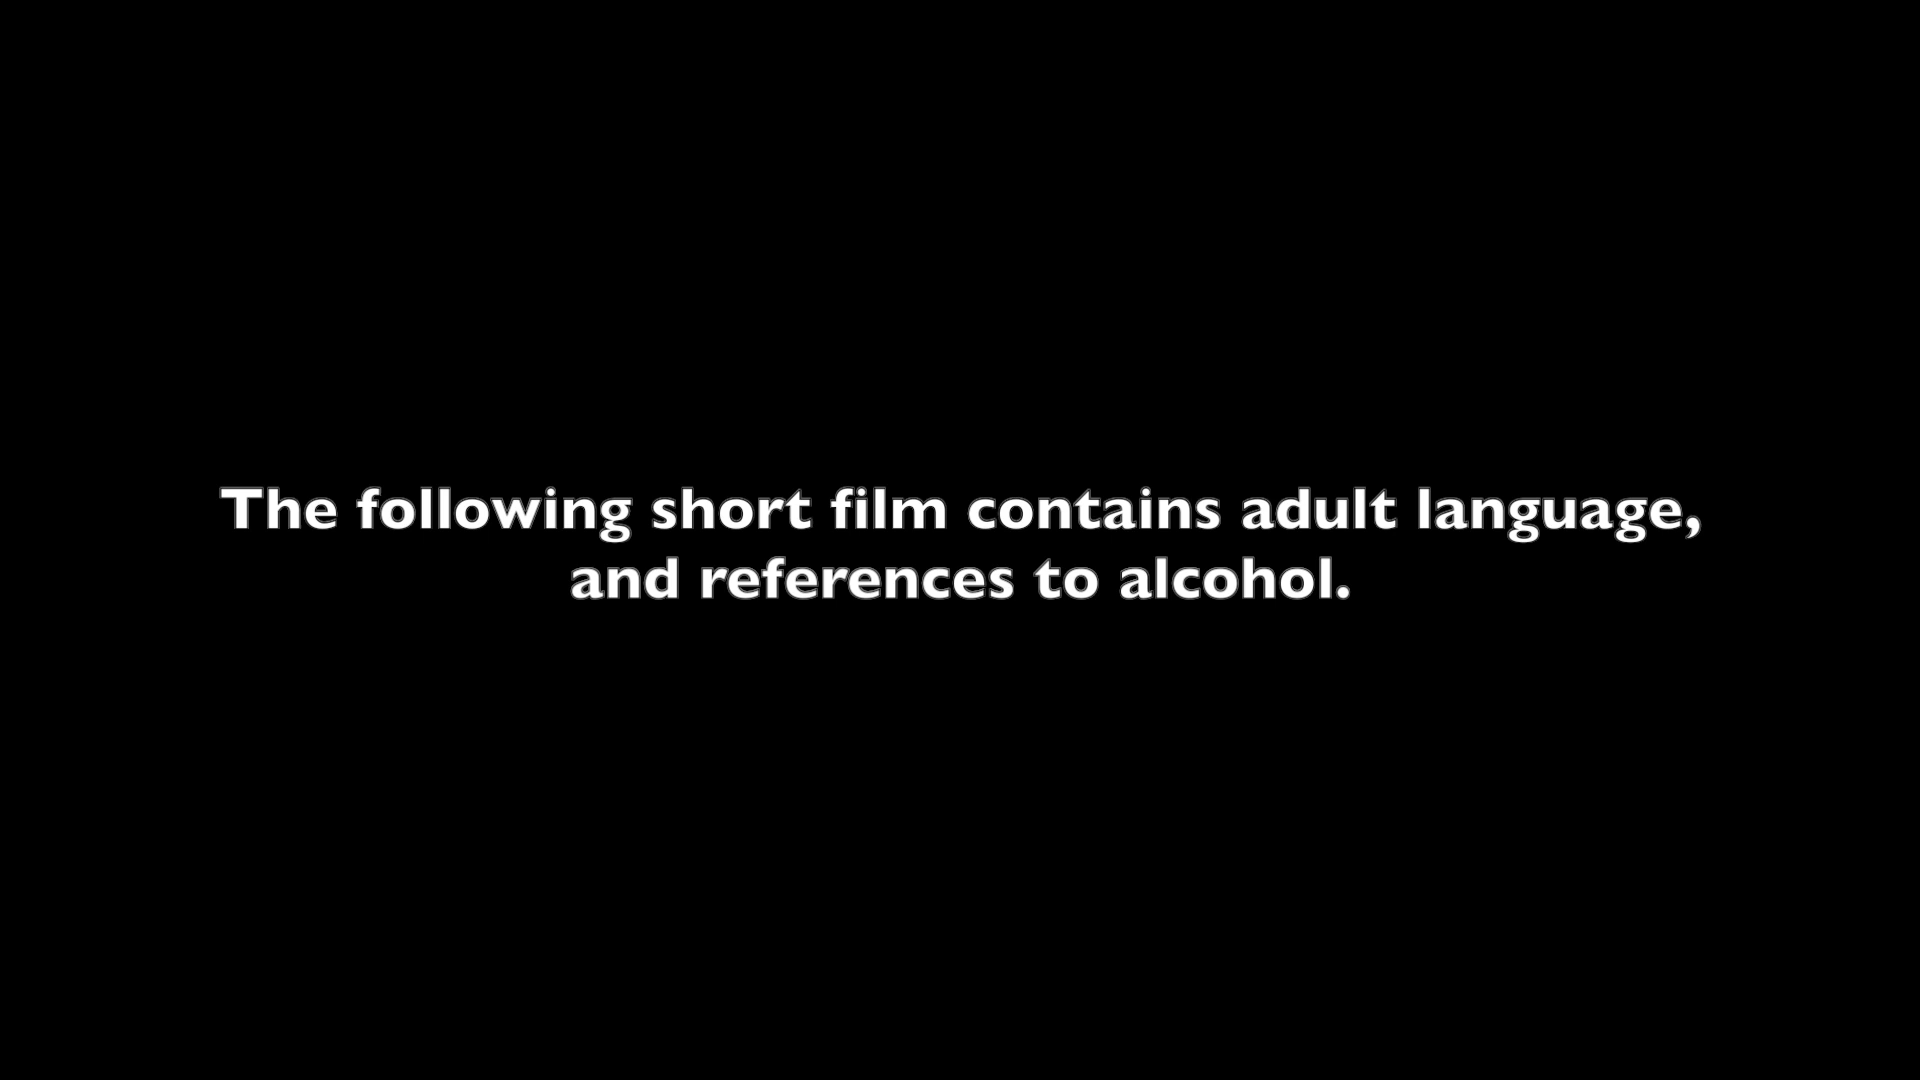 The following short film contains adult language,
and references to alcohol.